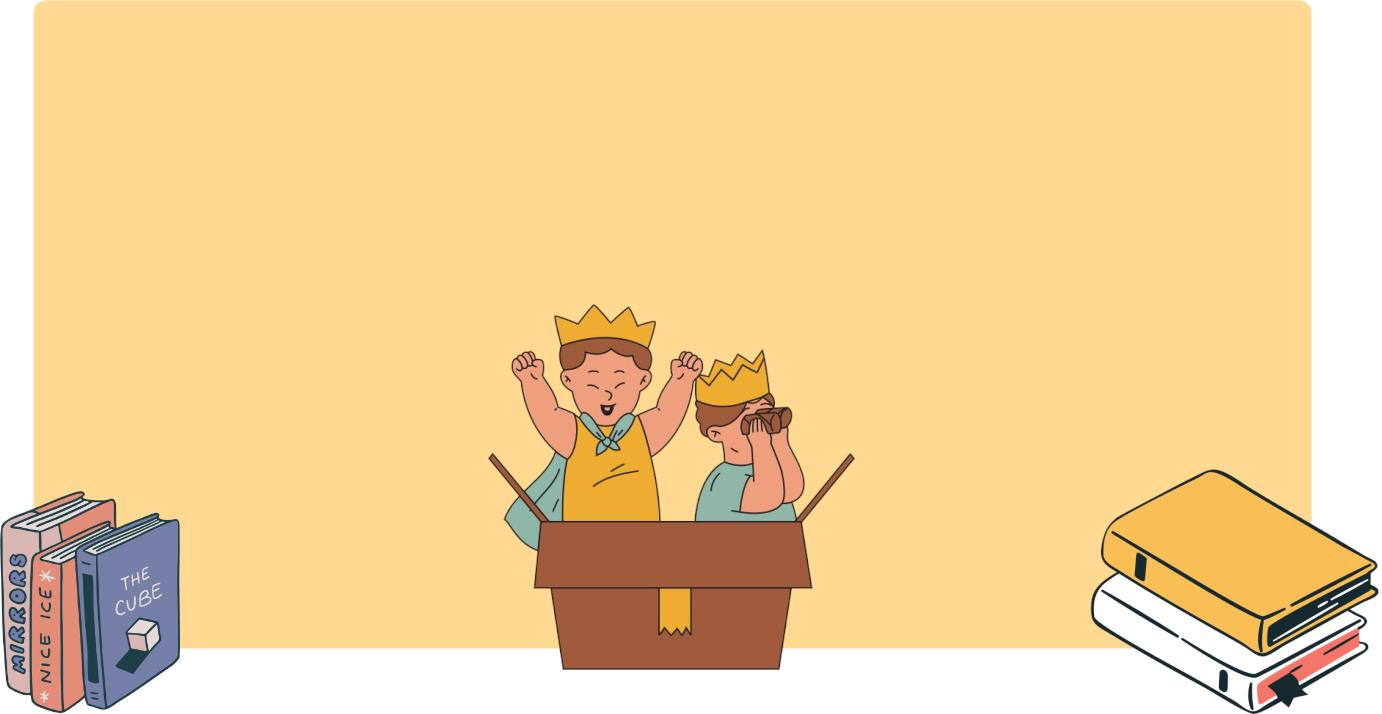 MIRRORS
* NICE ICE *
THE
CUBE